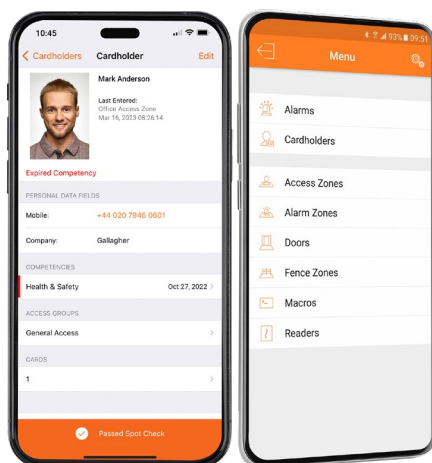 10:45
Cardholders
Cardholder
Edit
Mark Anderson
Last Entered:
Office Access Zone
Mar 16, 2023 08:26:14
Expired Competency
PERSONAL DATA FIELDS
Mobile: +44 020 7946 0601
Company: Gallagher
COMPETENCIES
Health & Safety Oct 27, 2022
ACCESS GROUPS
General Access
CARDS
1
Passed Spot Check
93% 09:51
Menu
Alarms
Cardholders
Access Zones
Alarm Zones
Doors
Fence Zones
Macros
Readers